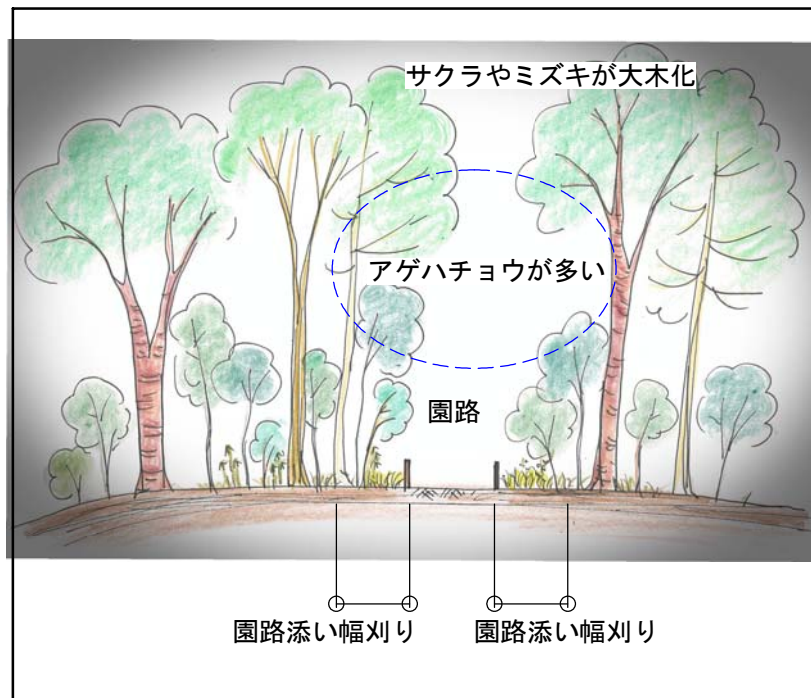 サクラやミズキが大木化
アゲハチョウが多い
園路
園路添い幅刈り
園路添い幅刈り